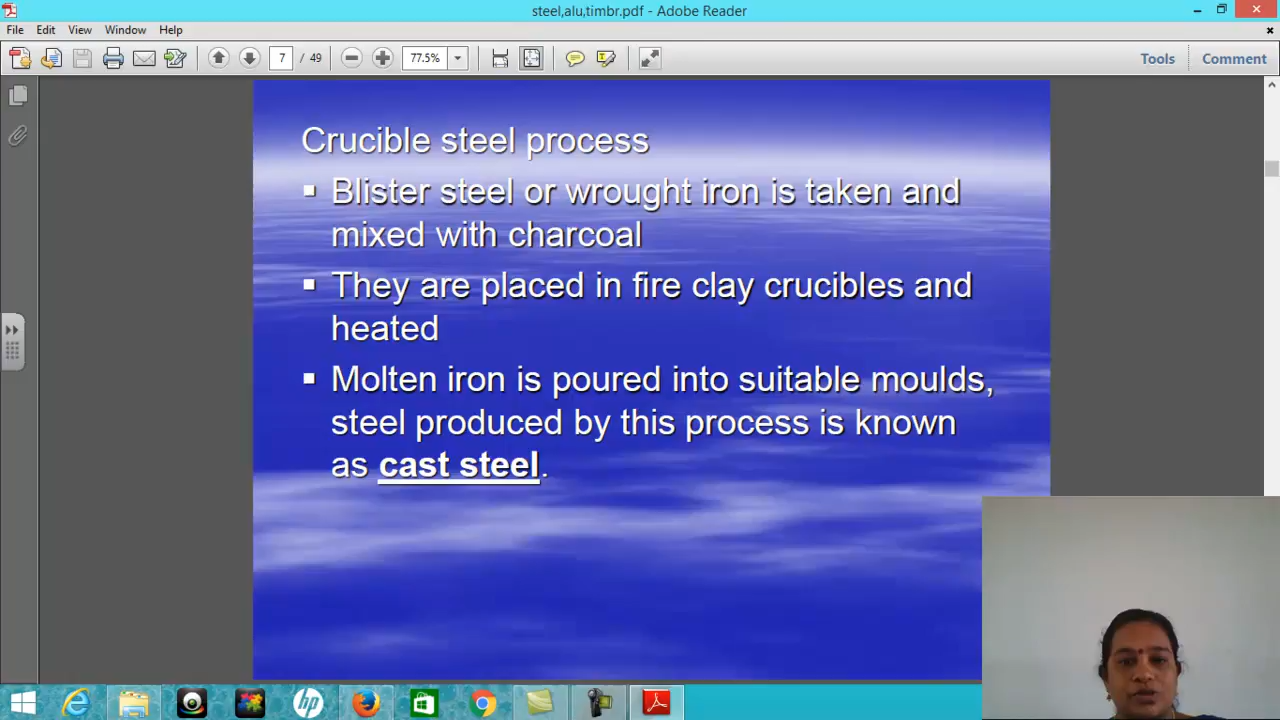 steel,alu,timbr.pdf - Adobe Reader
File Edit View Window Help
7 / 49 77.5% Tools Comment
Crucible steel process
▪ Blister steel or wrought iron is taken and
mixed with charcoal
▪ They are placed in fire clay crucibles and
heated
▪ Molten iron is poured into suitable moulds,
steel produced by this process is known
as cast steel.
hp